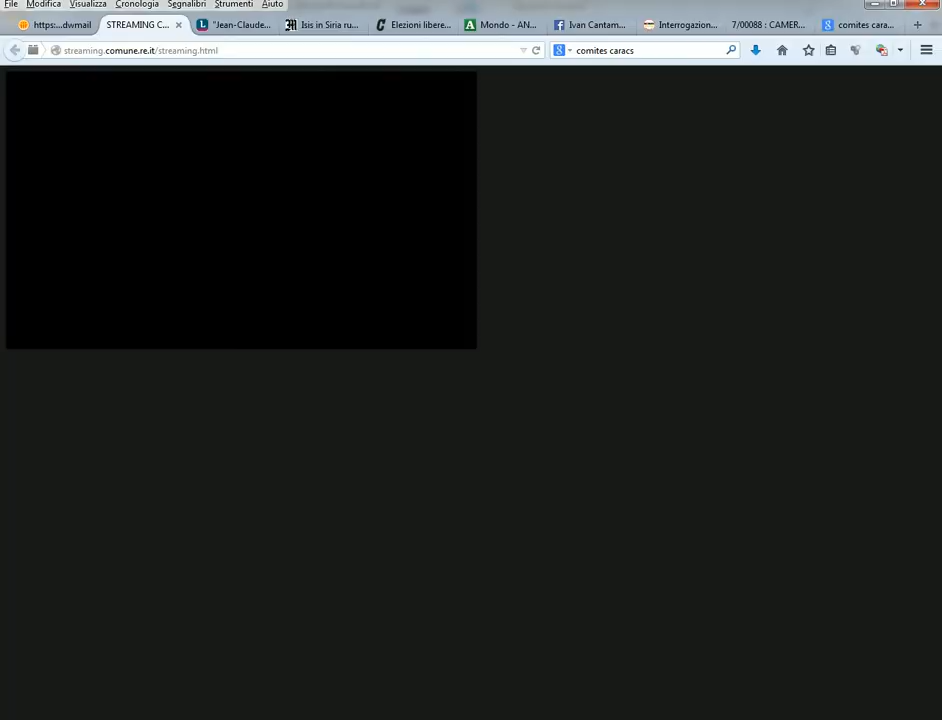 File Modifica Visualizza Cronologia Segnalibri Strumenti Aiuto
https:...dwmail STREAMING C... "Jean-Claude... Isis in Siria ru... Elezioni libere... Mondo - AN... Ivan Cantam... Interrogazion... 7/00088 : CAMER... comites cara...
streaming.comune.re.it/streaming.html comites caracs